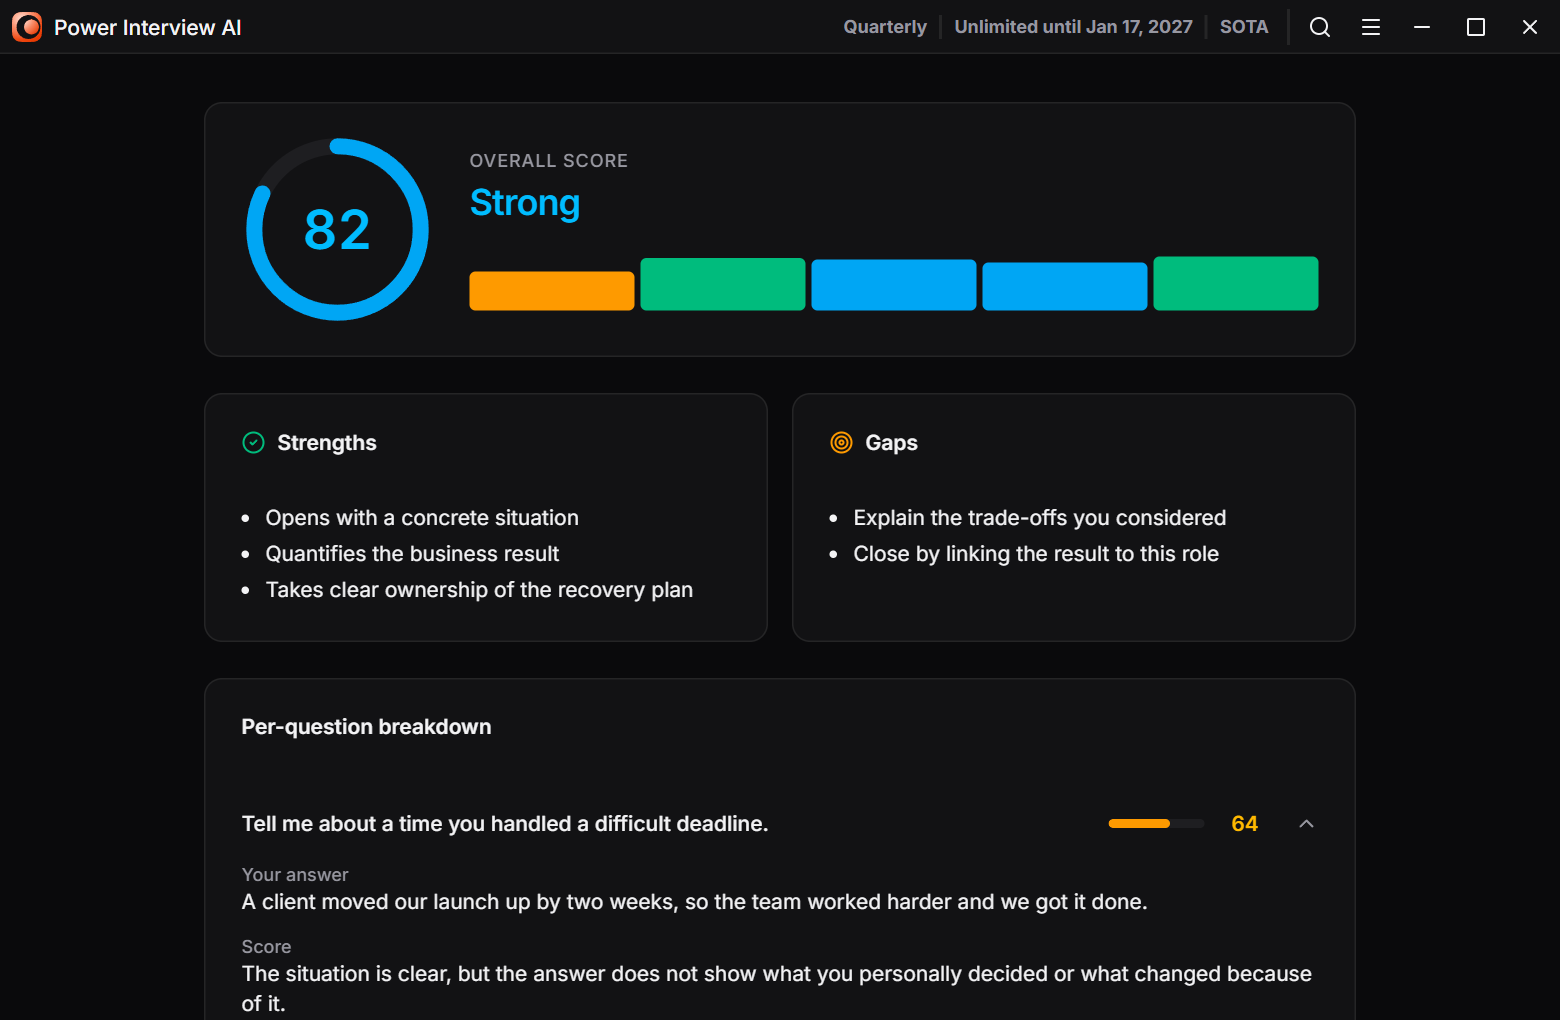 Power Interview AI
Quarterly
Unlimited until Jan 17, 2027
SOTA
82
OVERALL SCORE
Strong
Strengths
Opens with a concrete situation
Quantifies the business result
Takes clear ownership of the recovery plan
Gaps
Explain the trade-offs you considered
Close by linking the result to this role
Per-question breakdown
Tell me about a time you handled a difficult deadline.
64
Your answer
A client moved our launch up by two weeks, so the team worked harder and we got it done.
Score
The situation is clear, but the answer does not show what you personally decided or what changed because
of it.